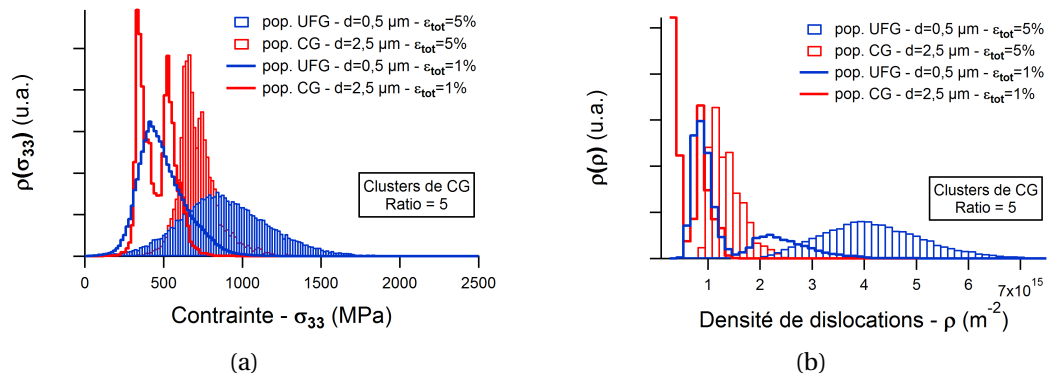 pop. UFG - d=0,5 µm - εtot=5%
pop. CG - d=2,5 µm - εtot=5%
pop. UFG - d=0,5 µm - εtot=1%
pop. CG - d=2,5 µm - εtot=1%
Clusters de CG
Ratio = 5
ρ(σ33) (u.a.)
0 500 1000 1500 2000 2500
Contrainte - σ33 (MPa)
(a)
pop. UFG - d=0,5 µm - εtot=5%
pop. CG - d=2,5 µm - εtot=5%
pop. UFG - d=0,5 µm - εtot=1%
pop. CG - d=2,5 µm - εtot=1%
Clusters de CG
Ratio = 5
ρ(ρ) (u.a.)
1 2 3 4 5 6 7x10^15
Densité de dislocations - ρ (m^-2)
(b)